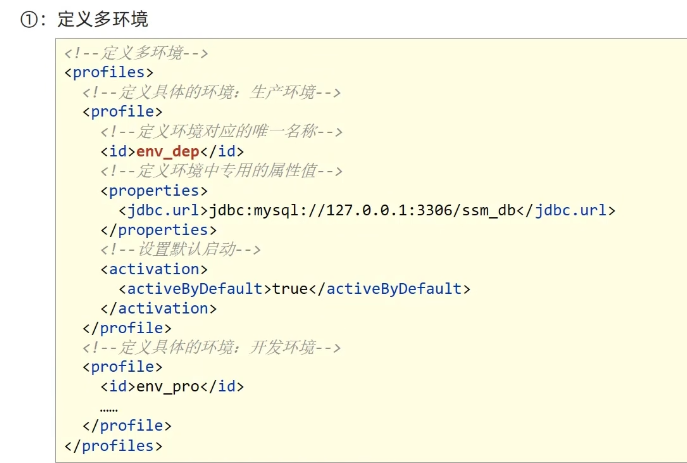 ①：定义多环境
<!--定义多环境-->
<profiles>
<!--定义具体的环境：生产环境-->
<profile>
<!--定义环境对应的唯一名称-->
<id>env_dep</id>
<!--定义环境中专用的属性值-->
<properties>
<jdbc.url>jdbc:mysql://127.0.0.1:3306/ssm_db</jdbc.url>
</properties>
<!--设置默认启动-->
<activation>
<activeByDefault>true</activeByDefault>
</activation>
</profile>
<!--定义具体的环境：开发环境-->
<profile>
<id>env_pro</id>
……
</profile>
</profiles>